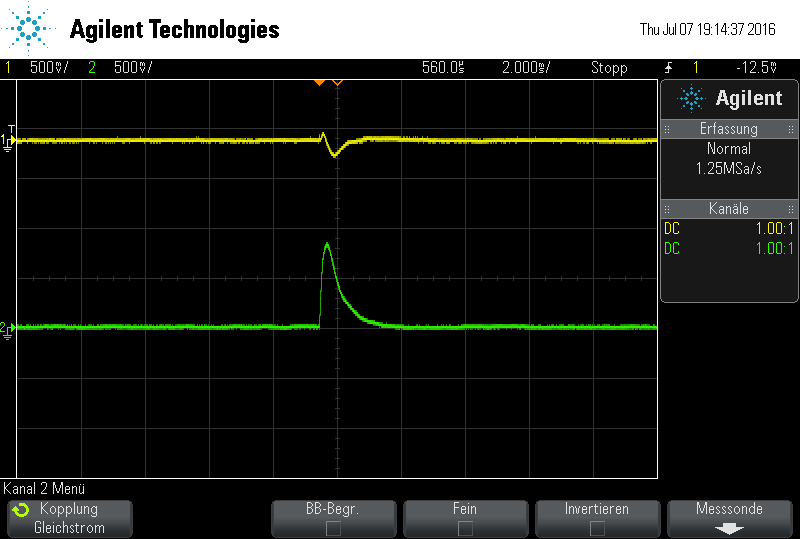 Agilent Technologies
Thu Jul 07 19:14:37 2016
1 500mV/ 2 500mV/ 560.0µs 2.000ms/ Stopp 1 -12.5mV
Agilent
Erfassung
Normal
1.25MSa/s
Kanäle
DC 1.00:1
DC 1.00:1
T
1
2
Kanal 2 Menü
Kopplung
Gleichstrom
BB-Begr.
Fein
Invertieren
Messsonde